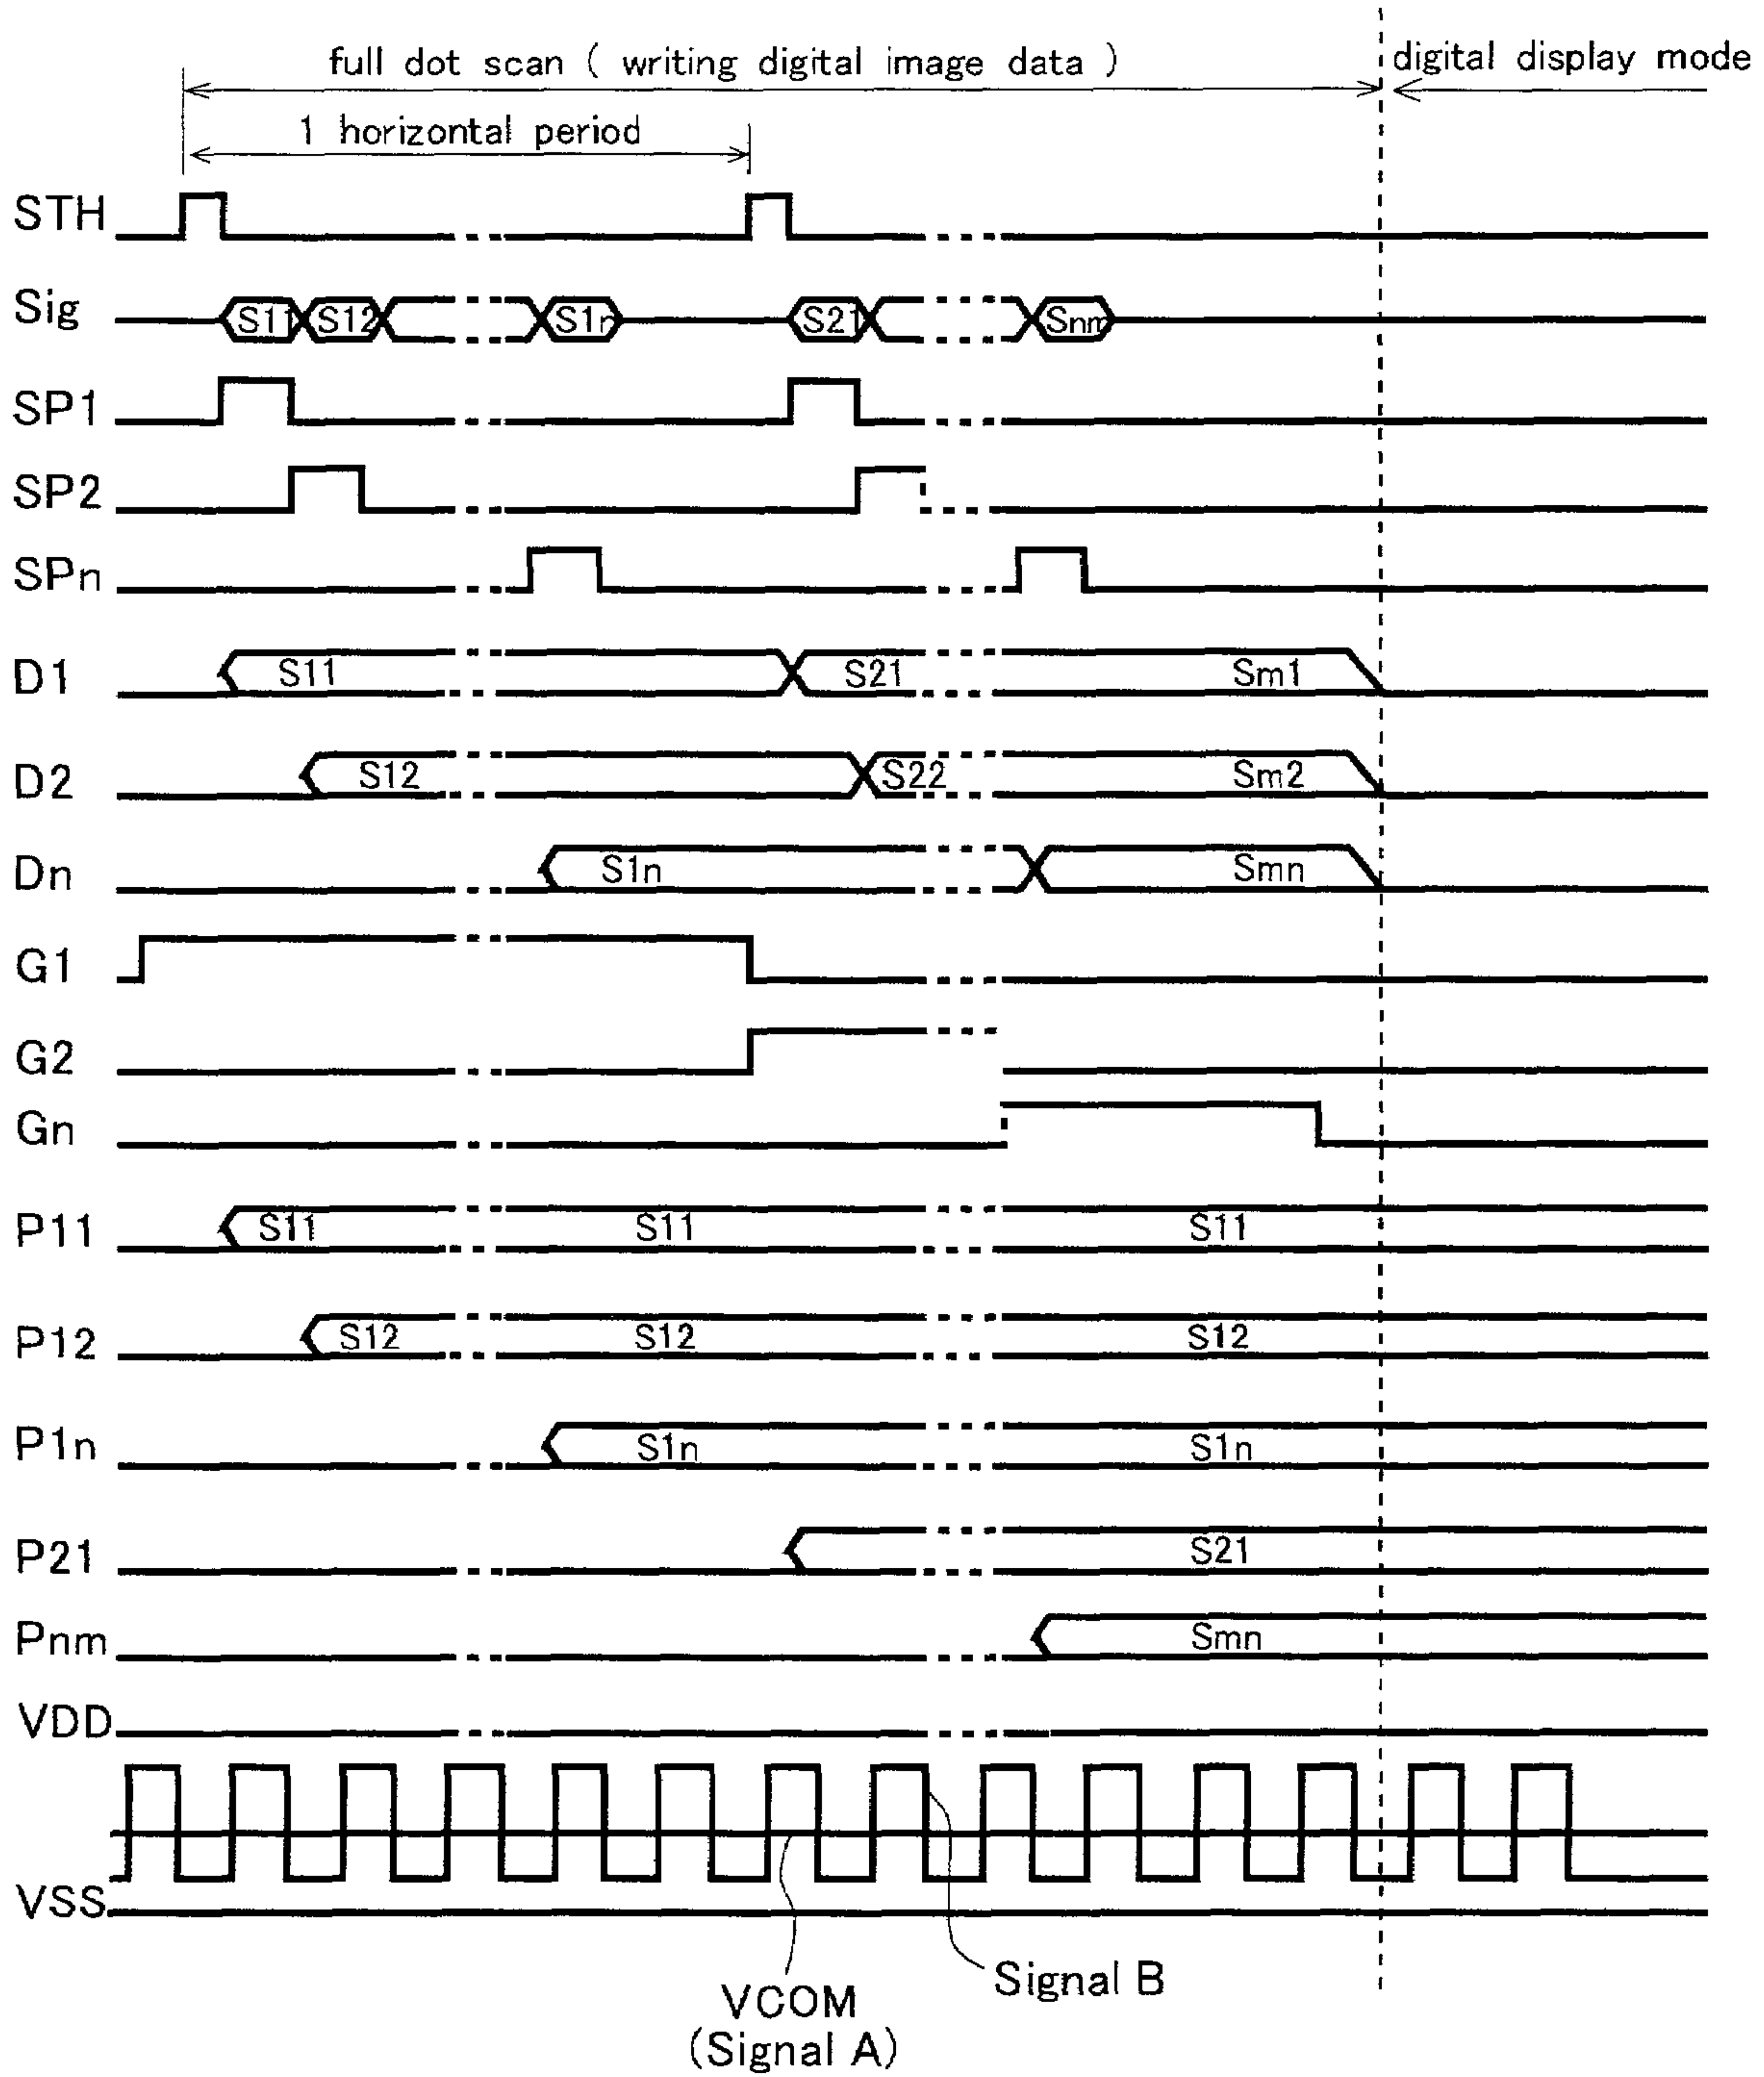 full dot scan ( writing digital image data ) digital display mode
1 horizontal period
STH
Sig S11 S12 S1n S21 Snm
SP1
SP2
SPn
D1 S11 S21 Sm1
D2 S12 S22 Sm2
Dn S1n Smn
G1
G2
Gn
P11 S11 S11 S11
P12 S12 S12 S12
P1n S1n S1n
P21 S21
Pnm Smn
VDD
VSS
Signal B
VCOM
(Signal A)